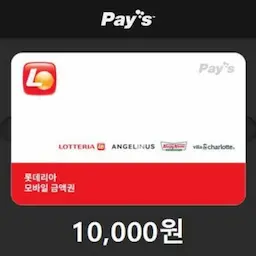 Pay's
Pay's
LOTTERIA ANGELINUS Krispy Kreme villa de charlotte.
롯데리아
모바일 금액권
10,000원